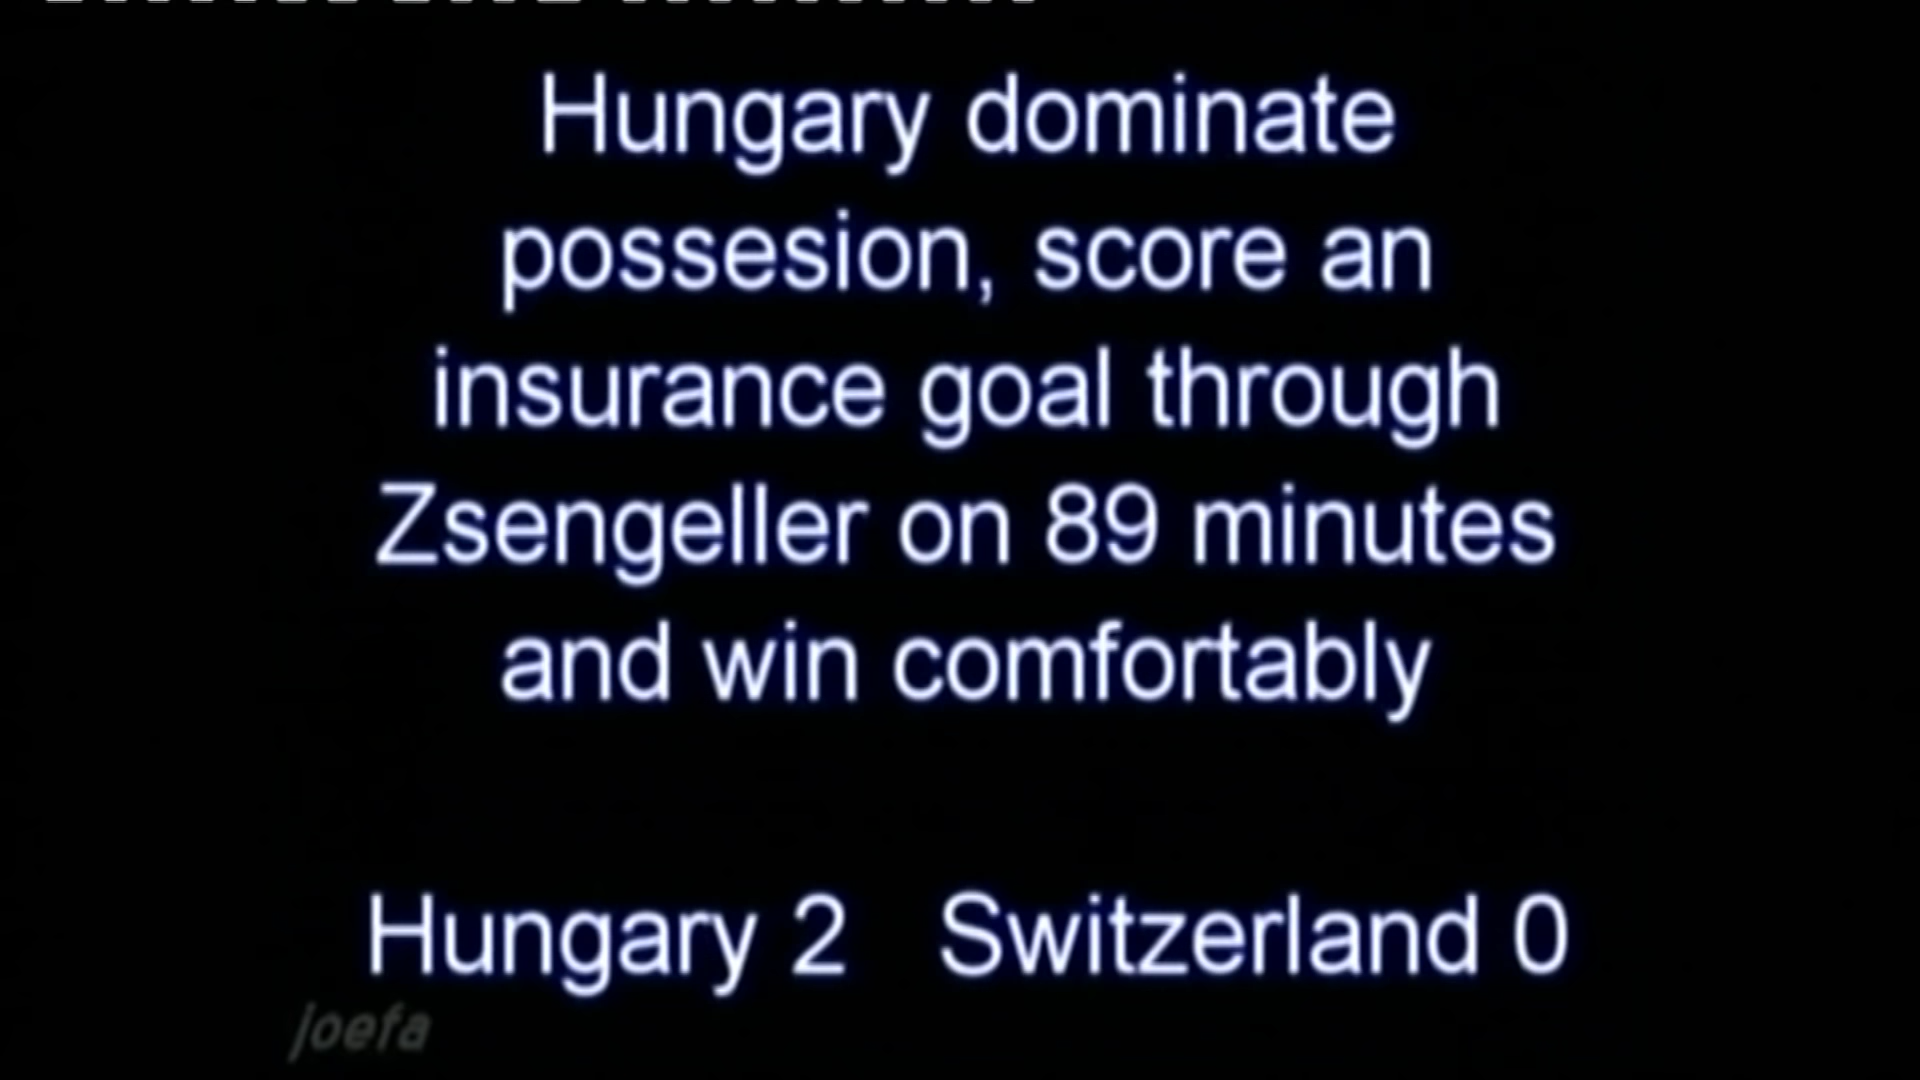 Hungary dominate
possesion, score an
insurance goal through
Zsengeller on 89 minutes
and win comfortably
Hungary 2 Switzerland 0
joefa